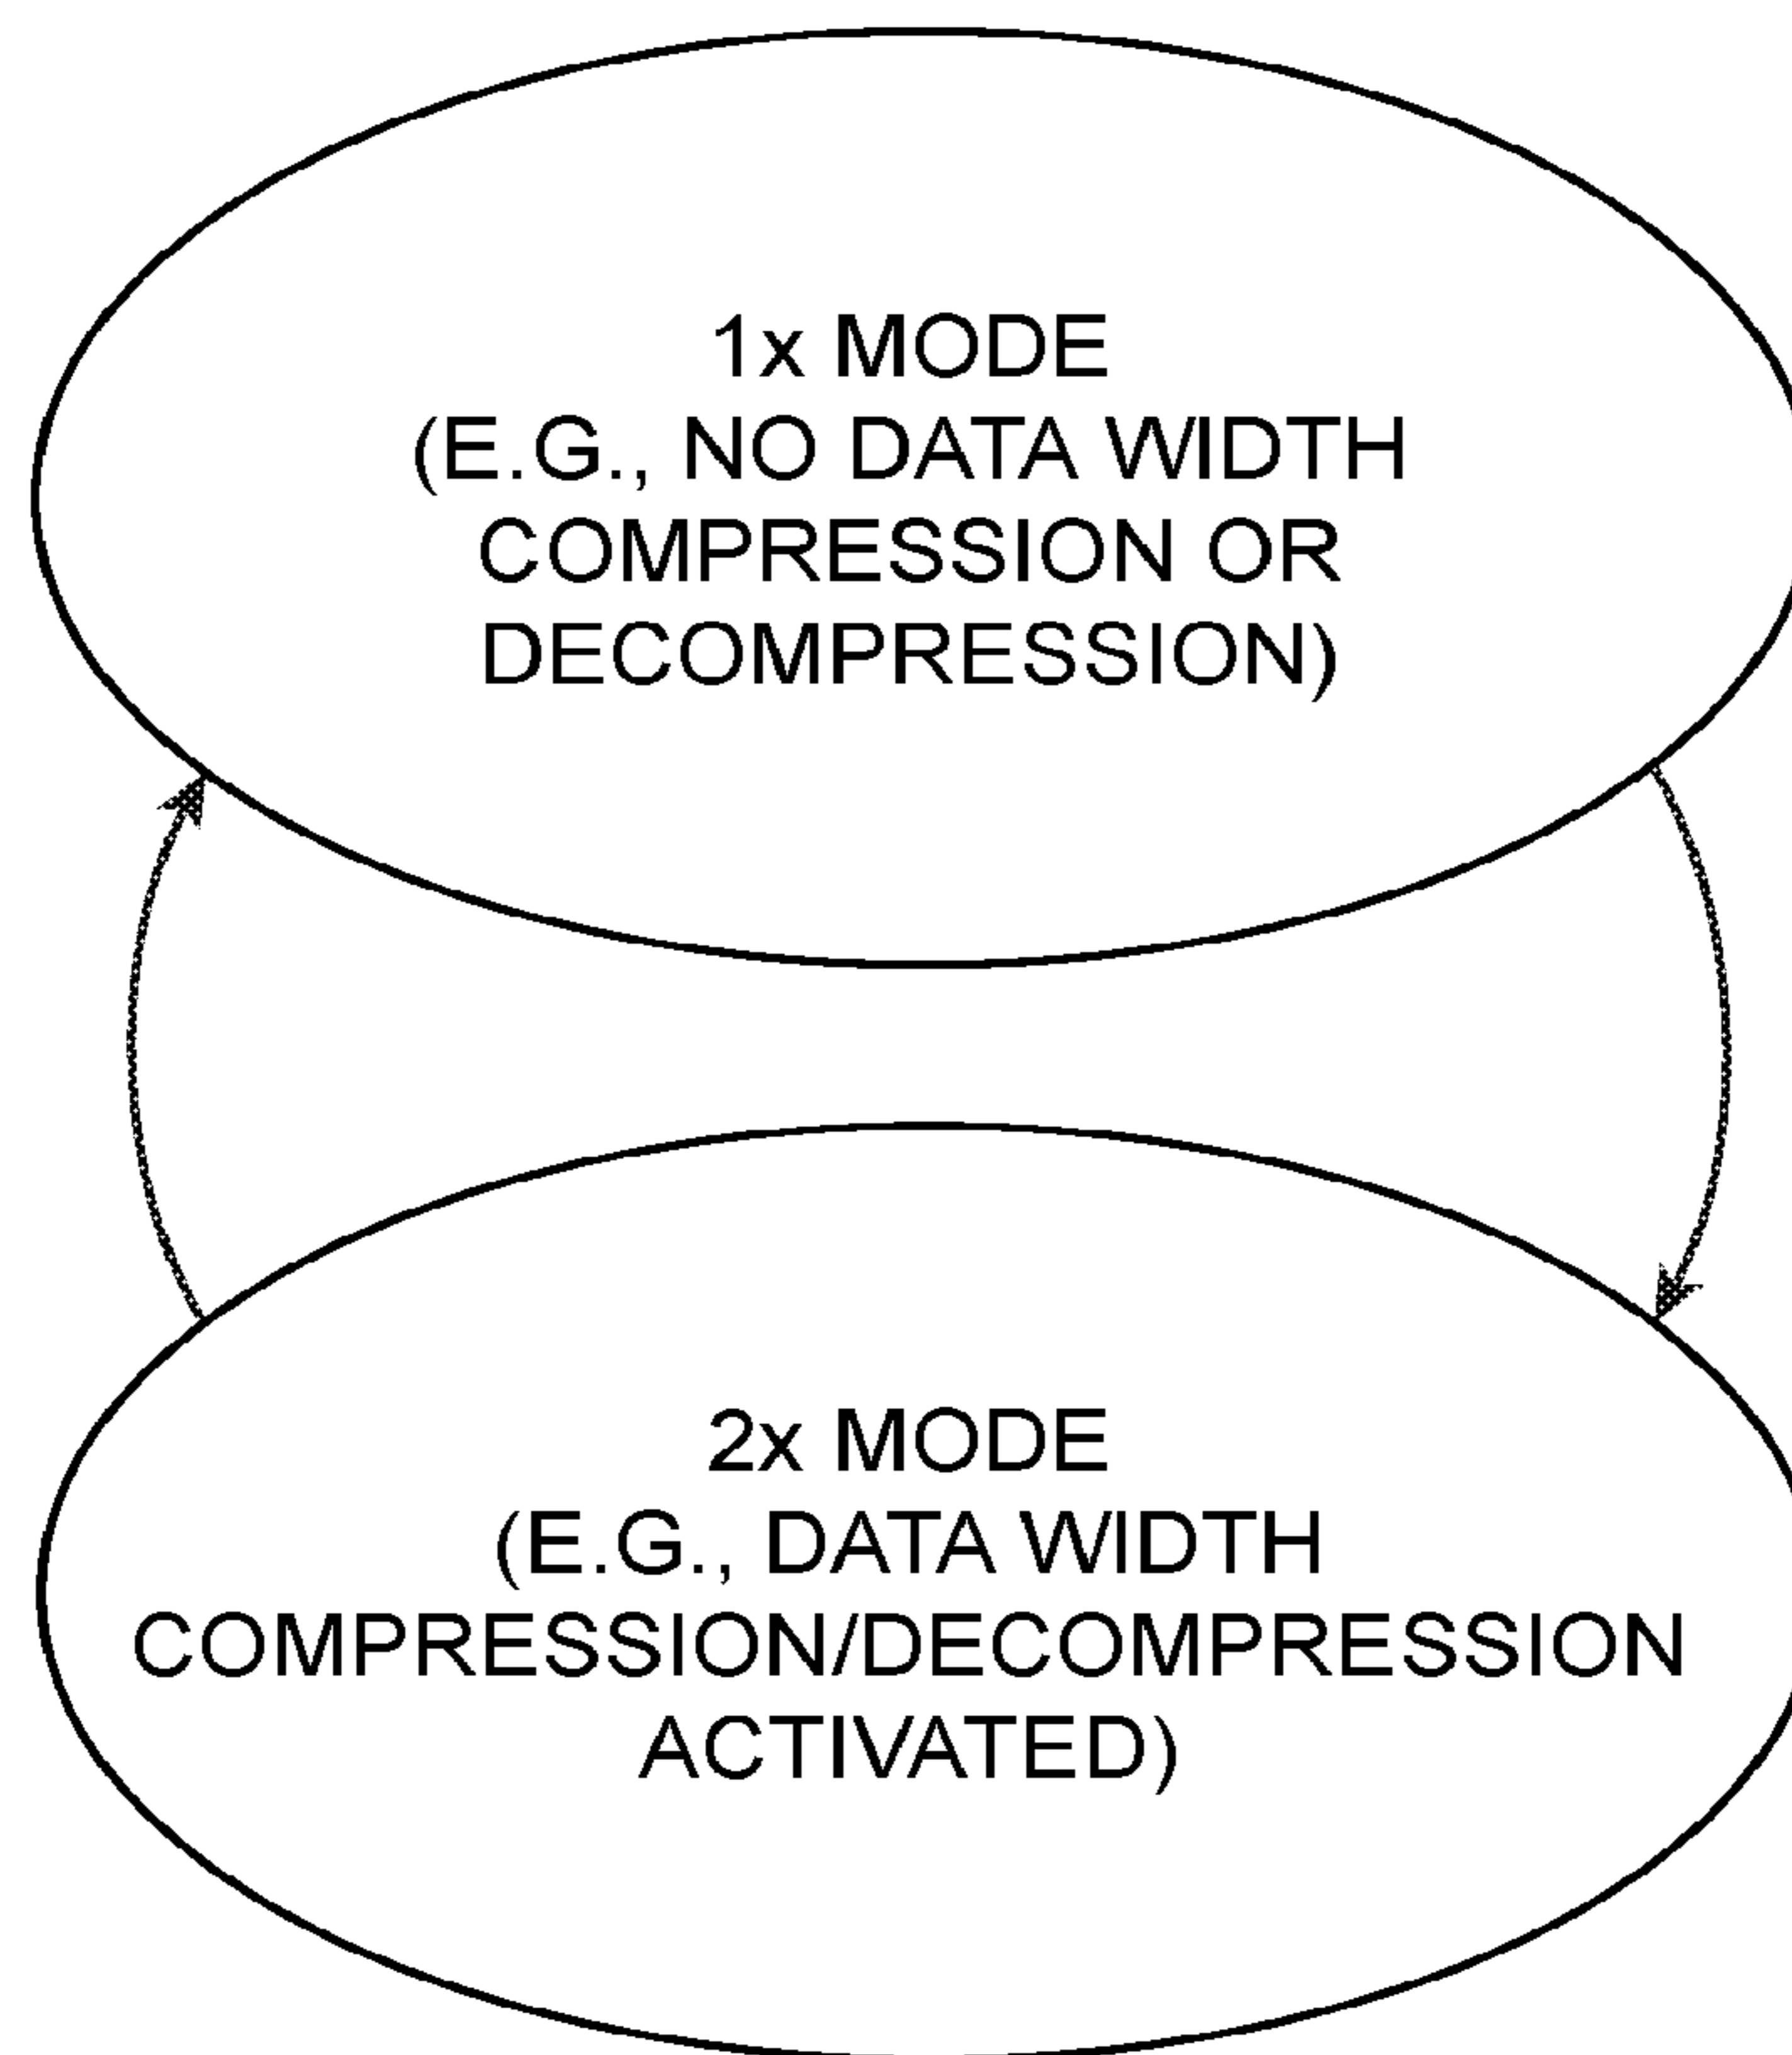 1x MODE
(E.G., NO DATA WIDTH
COMPRESSION OR
DECOMPRESSION)
2x MODE
(E.G., DATA WIDTH
COMPRESSION/DECOMPRESSION
ACTIVATED)